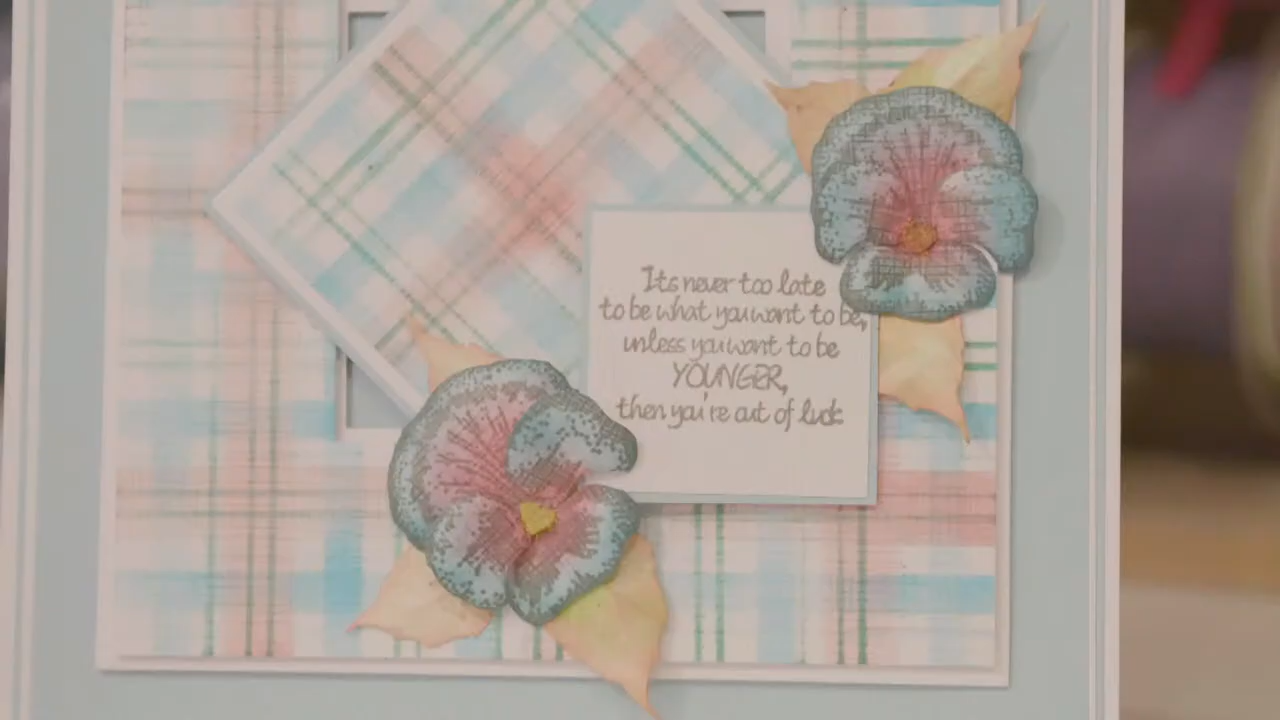 Its never too late
to be what you want to be,
unless you want to be
YOUNGER,
then you're out of luck